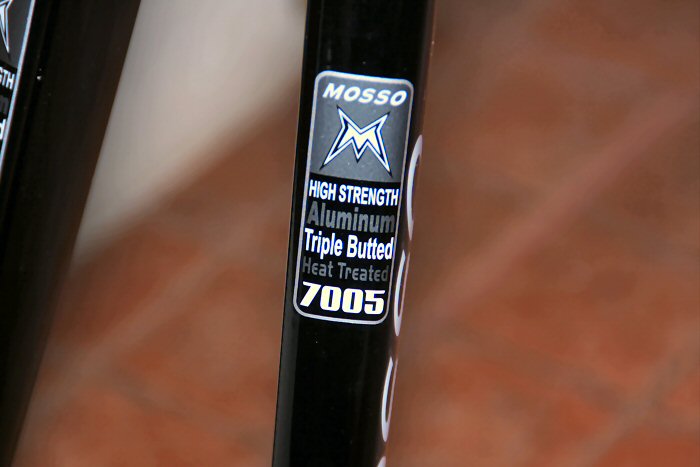 MOSSO
HIGH STRENGTH
Aluminum
Triple Butted
Heat Treated
7005